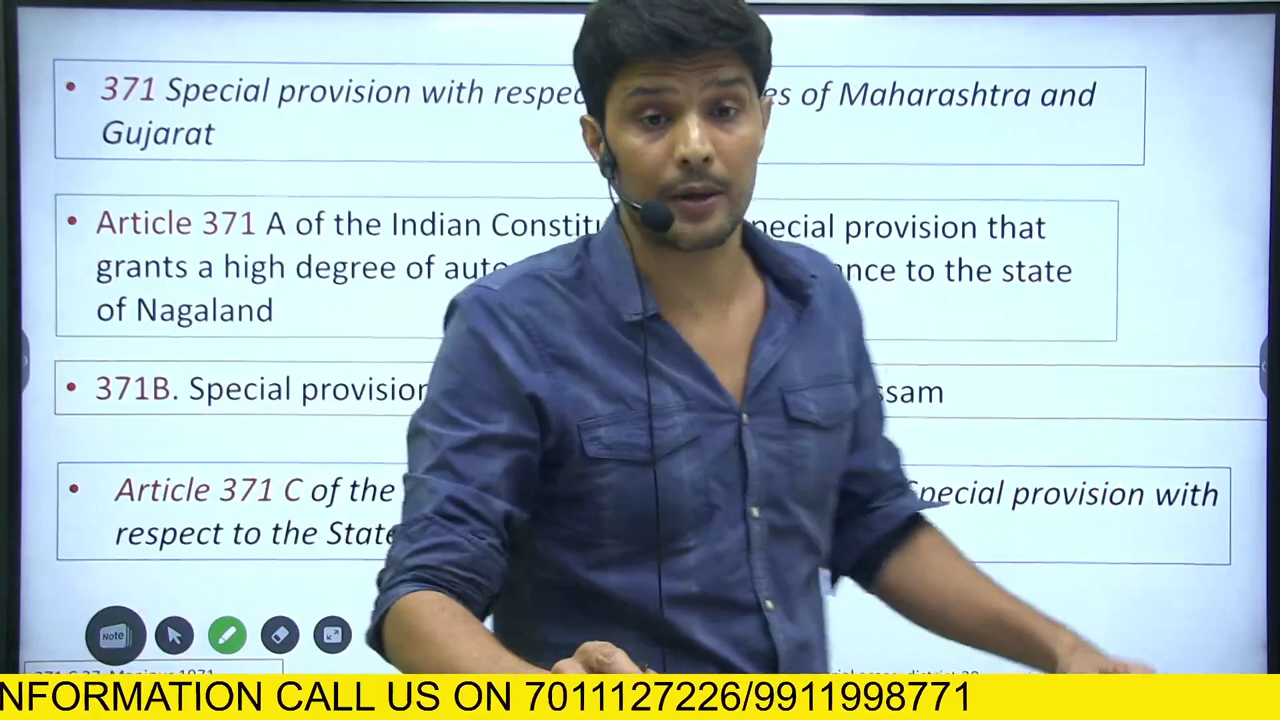 • 371 Special provision with respec es of Maharashtra and
Gujarat
• Article 371 A of the Indian Constitu pecial provision that
grants a high degree of auto ance to the state
of Nagaland
• 371B. Special provision ssam
• Article 371 C of the Special provision with
respect to the State
Note
NFORMATION CALL US ON 7011127226/9911998771